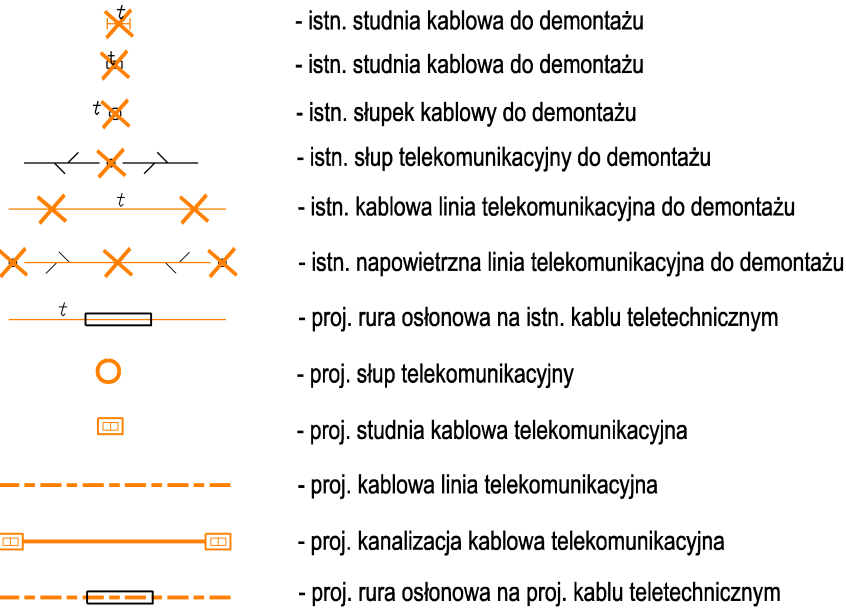 t - istn. studnia kablowa do demontażu
t - istn. studnia kablowa do demontażu
t - istn. słupek kablowy do demontażu
- istn. słup telekomunikacyjny do demontażu
t - istn. kablowa linia telekomunikacyjna do demontażu
- istn. napowietrzna linia telekomunikacyjna do demontażu
t - proj. rura osłonowa na istn. kablu teletechnicznym
- proj. słup telekomunikacyjny
- proj. studnia kablowa telekomunikacyjna
- proj. kablowa linia telekomunikacyjna
- proj. kanalizacja kablowa telekomunikacyjna
- proj. rura osłonowa na proj. kablu teletechnicznym